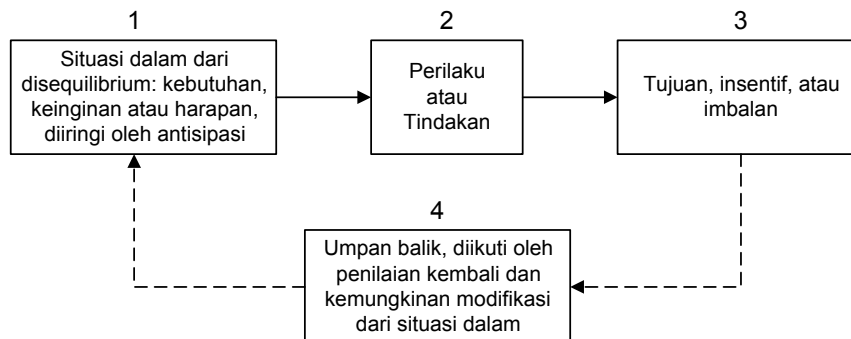 1
Situasi dalam dari
disequilibrium: kebutuhan,
keinginan atau harapan,
diiringi oleh antisipasi
2
Perilaku
atau
Tindakan
3
Tujuan, insentif, atau
imbalan
4
Umpan balik, diikuti oleh
penilaian kembali dan
kemungkinan modifikasi
dari situasi dalam